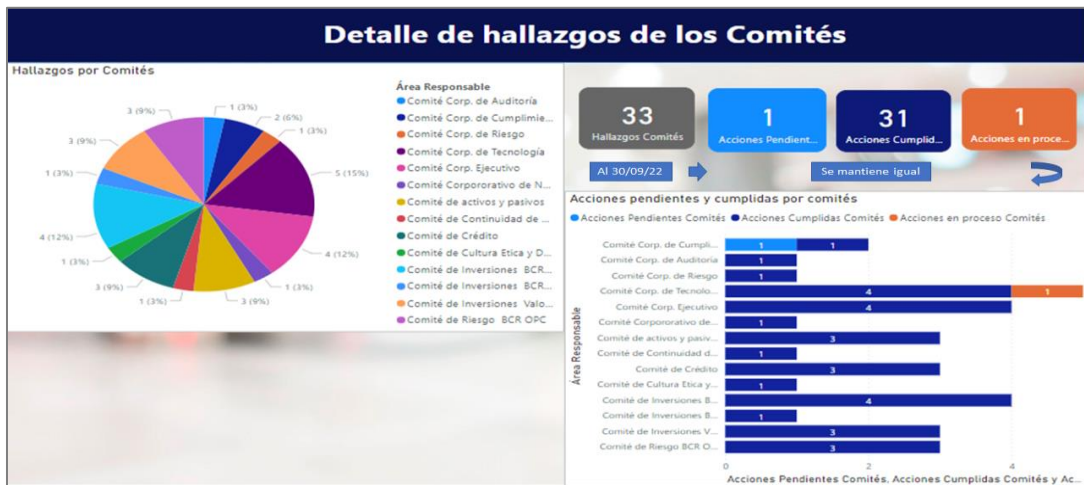 Detalle de hallazgos de los Comités
Hallazgos por Comités
1 (3%)
2 (6%)
1 (3%)
5 (15%)
4 (12%)
1 (3%)
3 (9%)
1 (3%)
3 (9%)
1 (3%)
4 (12%)
1 (3%)
3 (9%)
3 (9%)
Área Responsable
Comité Corp. de Auditoría
Comité Corp. de Cumplimie...
Comité Corp. de Riesgo
Comité Corp. de Tecnología
Comité Corp. Ejecutivo
Comité Corpororativo de N...
Comité de activos y pasivos
Comité de Continuidad de ...
Comité de Crédito
Comité de Cultura Etica y D...
Comité de Inversiones BCR...
Comité de Inversiones BCR...
Comité de Inversiones Valo...
Comité de Riesgo BCR OPC
33
Hallazgos Comités
1
Acciones Pendient...
31
Acciones Cumplid...
1
Acciones en proce...
Al 30/09/22
Se mantiene igual
Acciones pendientes y cumplidas por comités
Acciones Pendientes Comités Acciones Cumplidas Comités Acciones en proceso Comités
Área Responsable
Comité Corp. de Cumpli... 1 1
Comité Corp. de Auditoría 1
Comité Corp. de Riesgo 1
Comité Corp. de Tecnolo... 4 1
Comité Corp. Ejecutivo 4
Comité Corpororativo de... 1
Comité de activos y pasiv... 3
Comité de Continuidad d... 1
Comité de Crédito 3
Comité de Cultura Etica y... 1
Comité de Inversiones B... 4
Comité de Inversiones B... 1
Comité de Inversiones V... 3
Comité de Riesgo BCR O... 3
0 2 4
Acciones Pendientes Comités, Acciones Cumplidas Comités y Ac...